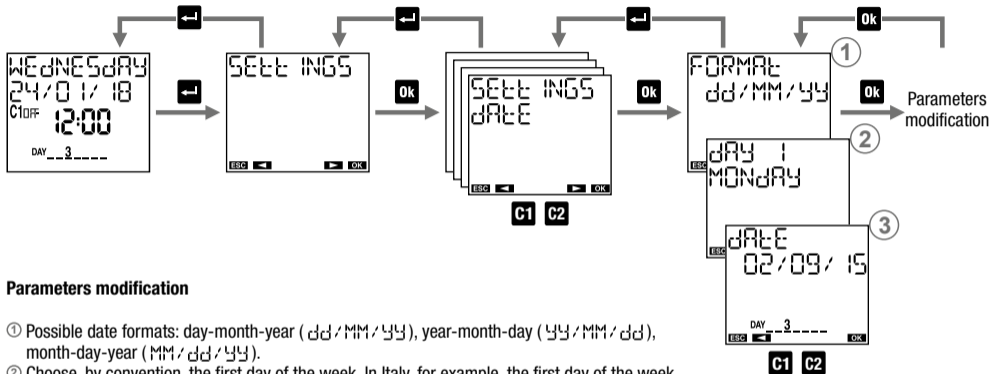 Ok
WEdNESdAY
24/01/18
C1OFF 12:00
DAY 3
SEttINGS
ESC OK
Ok
SEttINGS
dAtE
ESC OK
C1 C2
Ok
FORMAt
dd/MM/YY
1
Ok
Parameters
modification
dAY 1
MONdAY
2
ESC
dAtE
02/09/15
3
DAY 3
ESC OK
C1 C2
Parameters modification
① Possible date formats: day-month-year (dd/MM/YY), year-month-day (YY/MM/dd),
month-day-year (MM/dd/YY).
② Choose, by convention, the first day of the week. In Italy, for example, the first day of the week